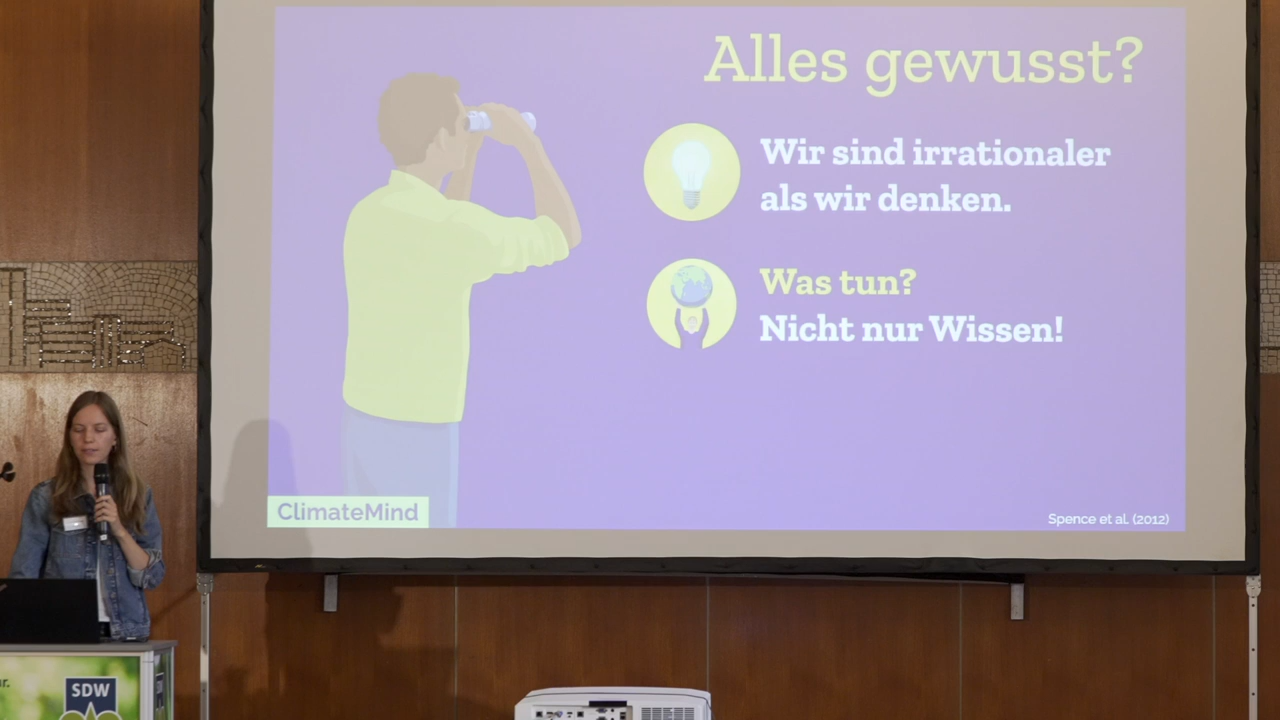 Alles gewusst?
Wir sind irrationaler
als wir denken.
Was tun?
Nicht nur Wissen!
ClimateMind
Spence et al. (2012)
r.
SDW